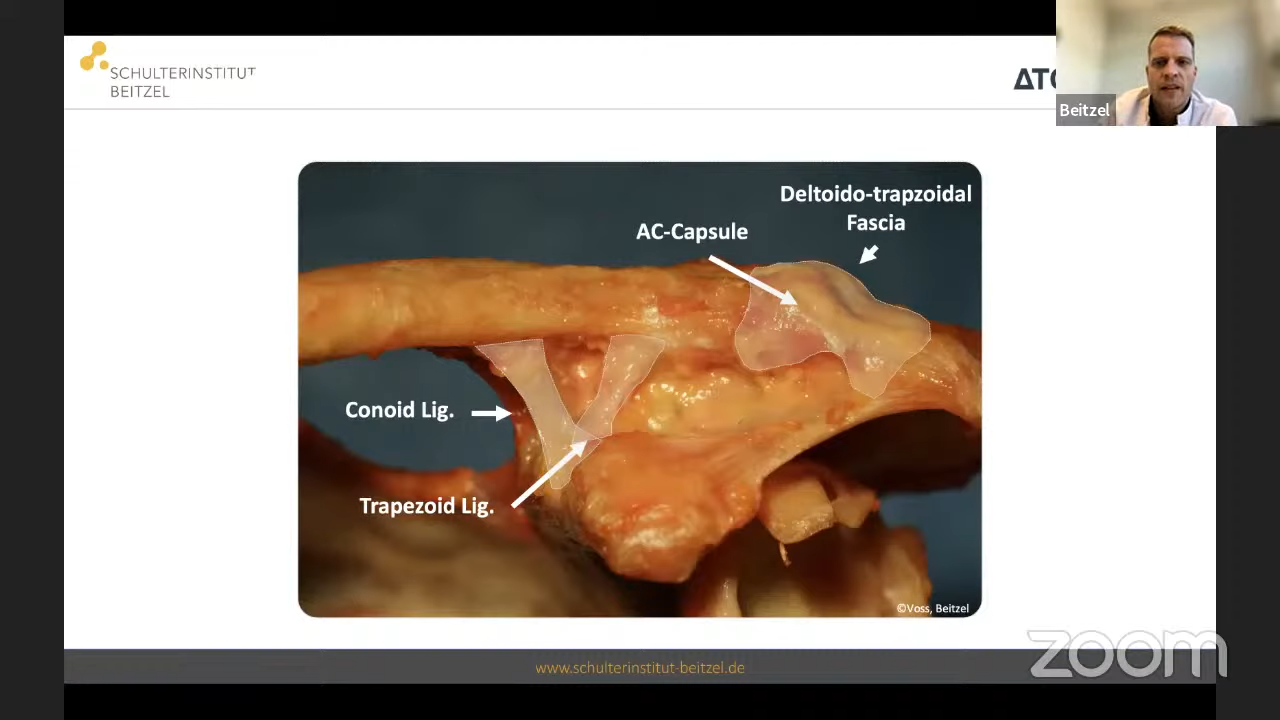 SCHULTERINSTITUT
BEITZEL
Beitzel
Deltoido-trapzoidal
Fascia
AC-Capsule
Conoid Lig.
Trapezoid Lig.
©Voss, Beitzel
www.schulterinstitut-beitzel.de
zoom